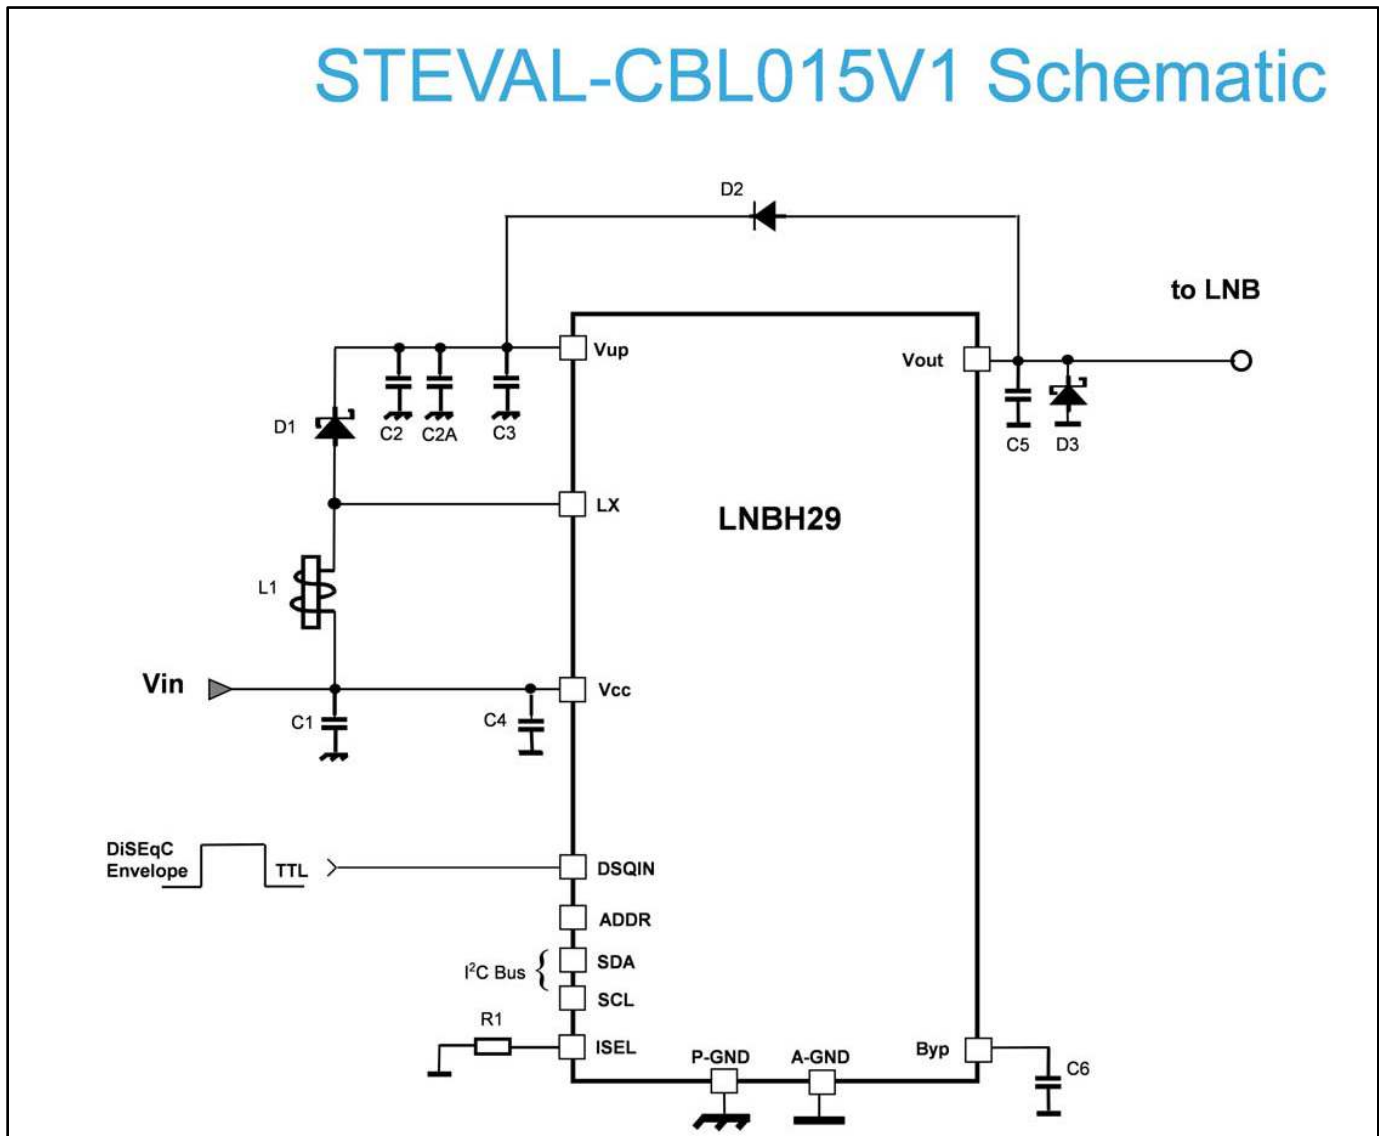 STEVAL-CBL015V1 Schematic
D2
to LNB
Vup
Vout
D1
C2
C2A
C3
C5
D3
LX
LNBH29
L1
Vin
Vcc
C1
C4
DiSEqC
Envelope
TTL
DSQIN
ADDR
I²C Bus
SDA
SCL
R1
ISEL
P-GND
A-GND
Byp
C6